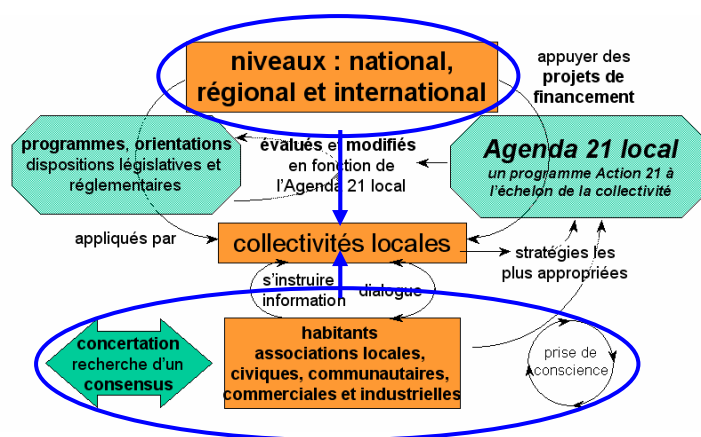 niveaux : national,
régional et international
appuyer des
projets de
financement
programmes, orientations
dispositions législatives et
réglementaires
évalués et modifiés
en fonction de
l'Agenda 21 local
Agenda 21 local
un programme Action 21 à
l'échelon de la collectivité
appliqués par
collectivités locales
stratégies les
plus appropriées
s'instruire
information
dialogue
concertation
recherche d'un
consensus
habitants
associations locales,
civiques, communautaires,
commerciales et industrielles
prise de
conscience